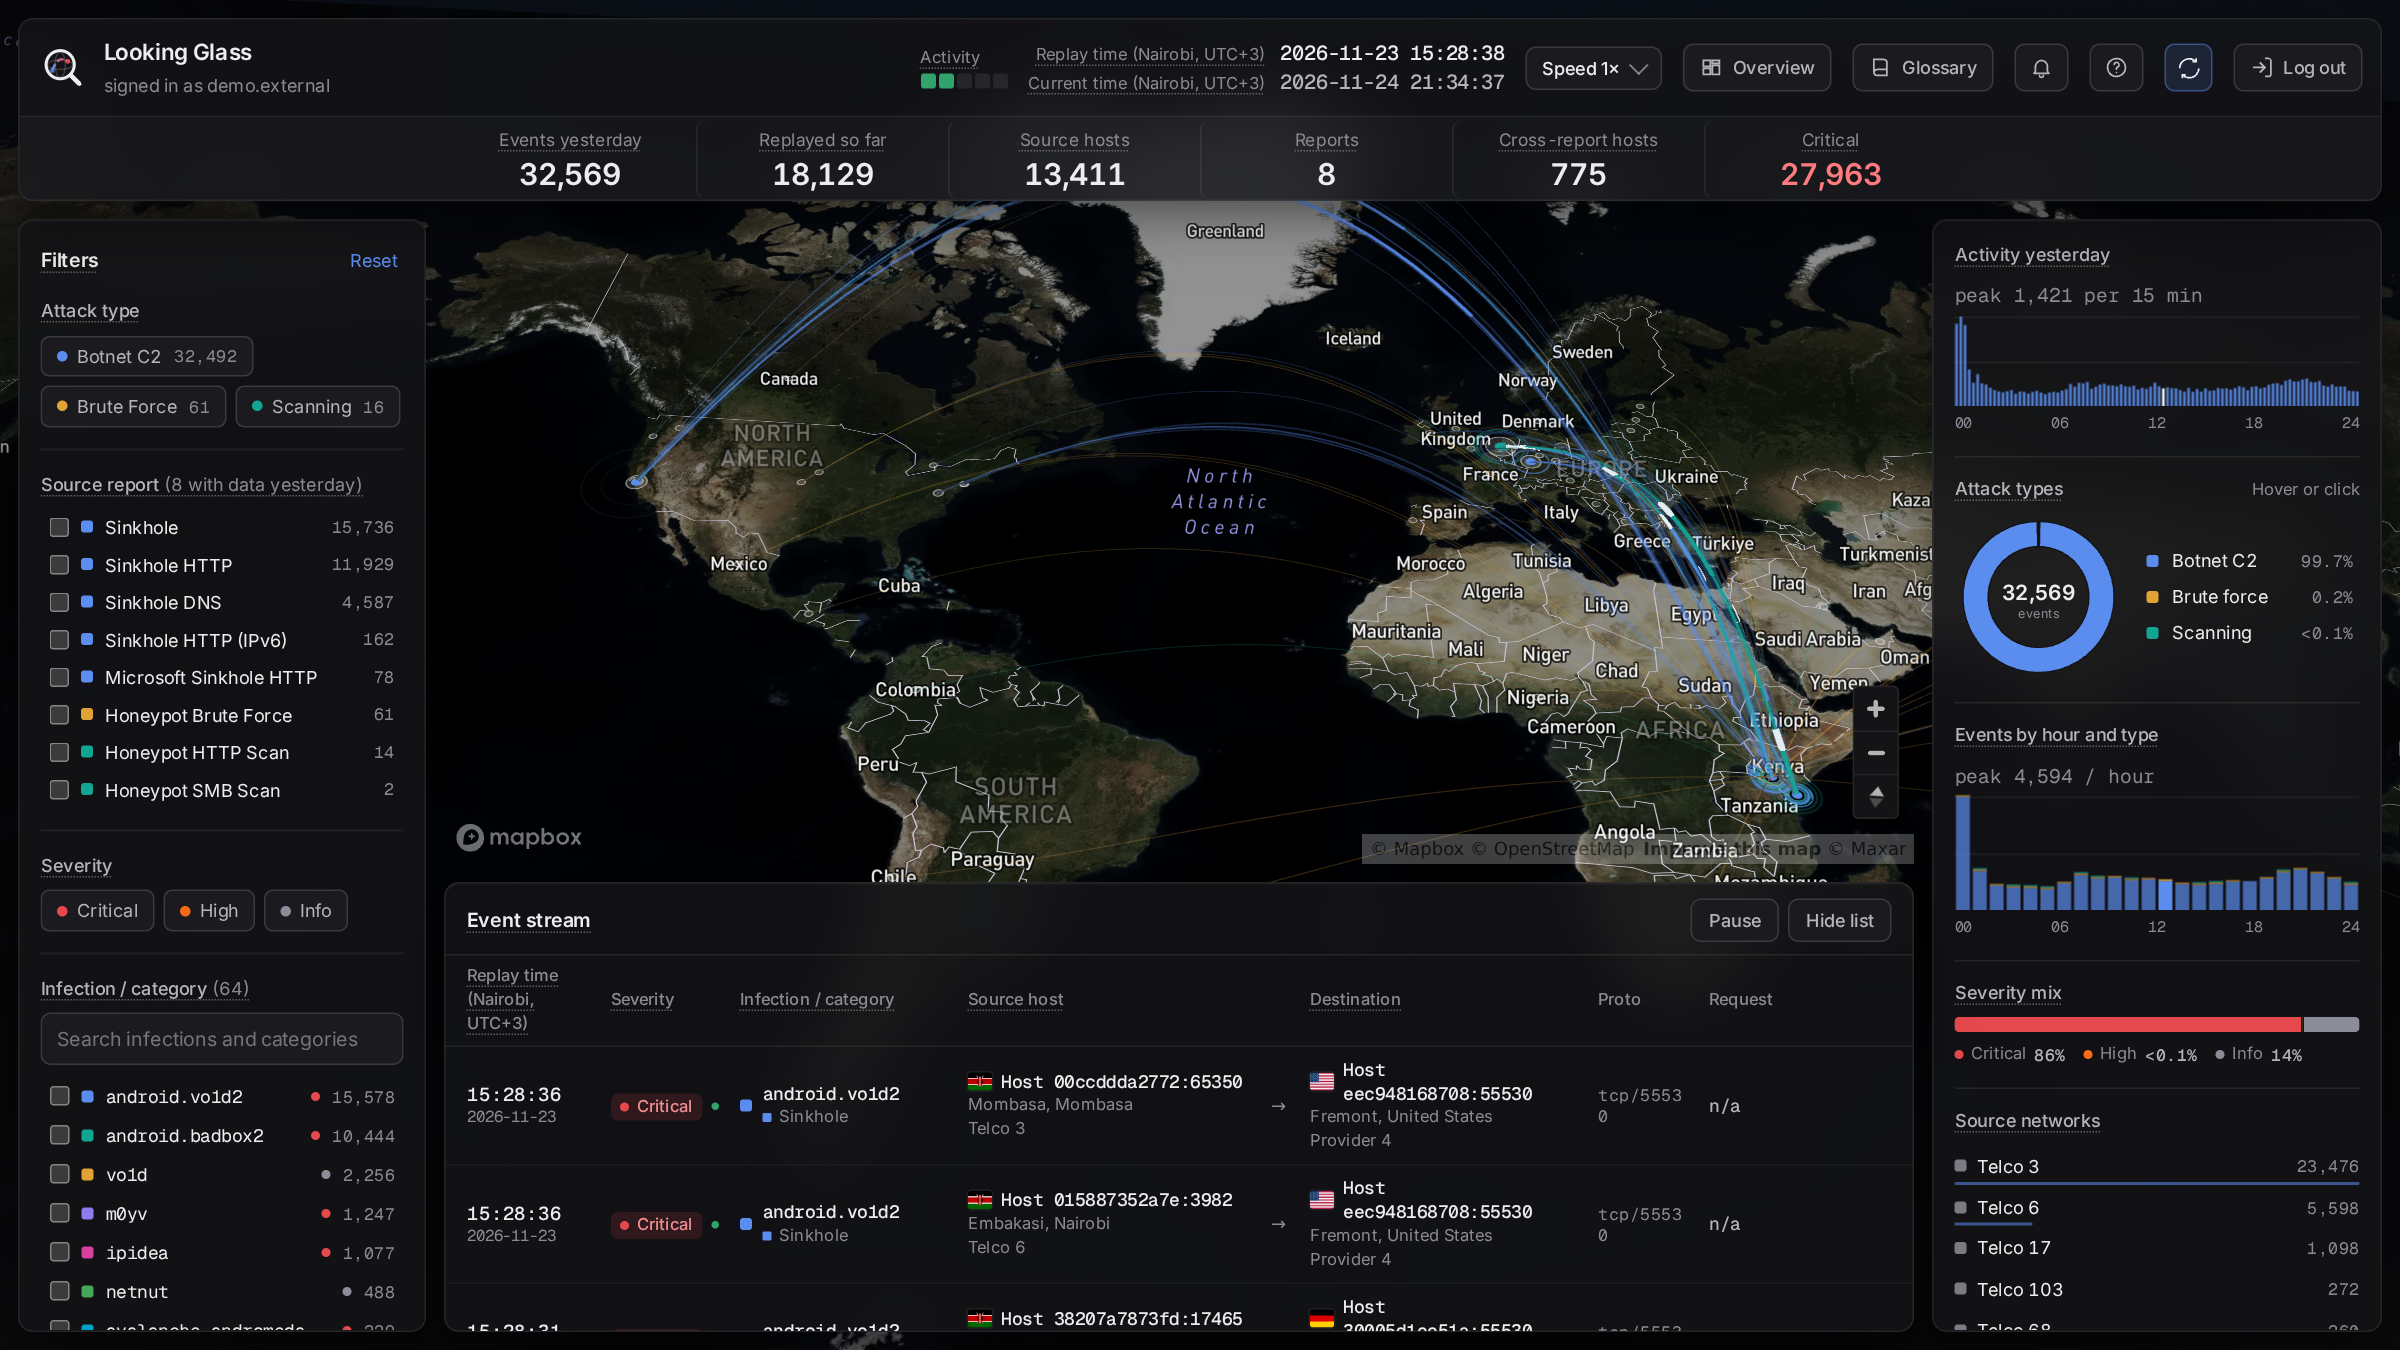 Looking Glass
signed in as demo.external
Activity
Replay time (Nairobi, UTC+3) 2026-11-23 15:28:38
Current time (Nairobi, UTC+3) 2026-11-24 21:34:37
Speed 1×
Overview
Glossary
Log out
Events yesterday
32,569
Replayed so far
18,129
Source hosts
13,411
Reports
8
Cross-report hosts
775
Critical
27,963
Filters
Reset
Attack type
Botnet C2 32,492
Brute Force 61
Scanning 16
Source report (8 with data yesterday)
Sinkhole 15,736
Sinkhole HTTP 11,929
Sinkhole DNS 4,587
Sinkhole HTTP (IPv6) 162
Microsoft Sinkhole HTTP 78
Honeypot Brute Force 61
Honeypot HTTP Scan 14
Honeypot SMB Scan 2
Severity
Critical
High
Info
Infection / category (64)
Search infections and categories
android.vo1d2 15,578
android.badbox2 10,444
vo1d 2,256
m0yv 1,247
ipidea 1,077
netnut 488
Greenland
Iceland
Sweden
Norway
Canada
United
Kingdom
Denmark
NORTH
AMERICA
EUROPE
France
Ukraine
North
Atlantic
Ocean
Kaza
Spain
Italy
Greece
Türkiye
Turkmenist
Mexico
Morocco
Tunisia
Cuba
Algeria
Libya
Egypt
Iraq
Iran
Afg
Mauritania
Mali
Niger
Chad
Saudi Arabia
Oman
Colombia
Nigeria
Sudan
Yemen
Cameroon
AFRICA
Ethiopia
Peru
Kenya
SOUTH
AMERICA
Tanzania
Angola
Zambia
Paraguay
Chile
Mozambique
mapbox
© Mapbox © OpenStreetMap Improve this map © Maxar
Event stream
Pause
Hide list
Replay time
(Nairobi,
UTC+3)
Severity
Infection / category
Source host
Destination
Proto
Request
15:28:36
2026-11-23
Critical
android.vo1d2
Sinkhole
Host 00ccddda2772:65350
Mombasa, Mombasa
Telco 3
→
Host
eec948168708:55530
Fremont, United States
Provider 4
tcp/5553
0
n/a
15:28:36
2026-11-23
Critical
android.vo1d2
Sinkhole
Host 015887352a7e:3982
Embakasi, Nairobi
Telco 6
→
Host
eec948168708:55530
Fremont, United States
Provider 4
tcp/5553
0
n/a
15:28:31
android.vo1d2
Host 38207a7873fd:17465
Host
Activity yesterday
peak 1,421 per 15 min
00 06 12 18 24
Attack types
Hover or click
32,569
events
Botnet C2 99.7%
Brute force 0.2%
Scanning <0.1%
Events by hour and type
peak 4,594 / hour
00 06 12 18 24
Severity mix
Critical 86% High <0.1% Info 14%
Source networks
Telco 3 23,476
Telco 6 5,598
Telco 17 1,098
Telco 103 272
Telco 68